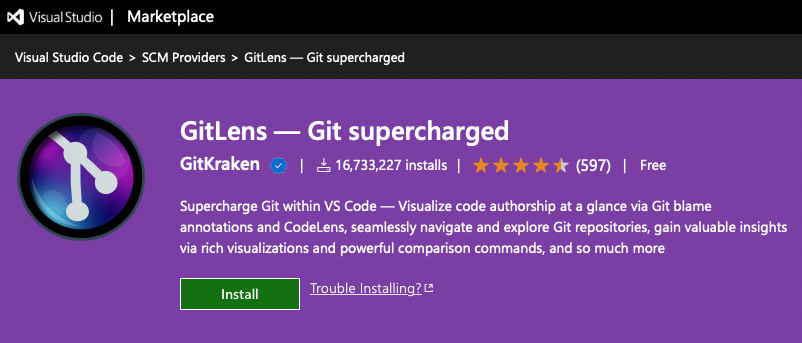 Visual Studio | Marketplace
Visual Studio Code > SCM Providers > GitLens — Git supercharged
GitLens — Git supercharged
GitKraken | 16,733,227 installs | (597) | Free
Supercharge Git within VS Code — Visualize code authorship at a glance via Git blame
annotations and CodeLens, seamlessly navigate and explore Git repositories, gain valuable insights
via rich visualizations and powerful comparison commands, and so much more
Install
Trouble Installing?